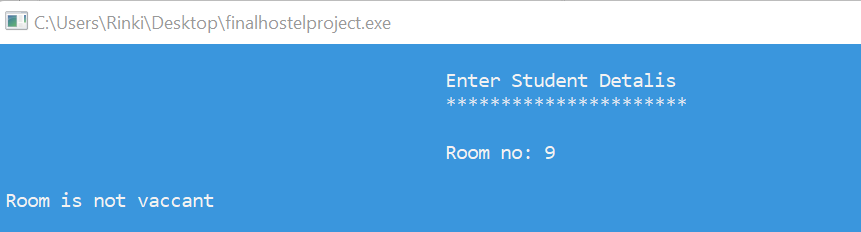 C:\Users\Rinki\Desktop\finalhostelproject.exe
Enter Student Detalis
**********************
Room no: 9
Room is not vaccant